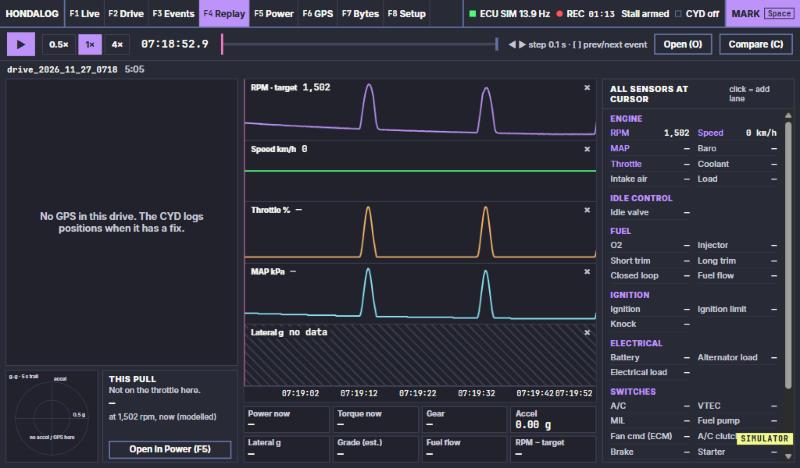 HONDALOG F1 Live F2 Drive F3 Events F4 Replay F5 Power F6 GPS F7 Bytes F8 Setup ECU SIM 13.9 Hz REC 01:13 Stall armed CYD off MARK Space
0.5× 1× 4× 07:18:52.9 ◀ ▶ step 0.1 s · [ ] prev/next event Open (O) Compare (C)
drive_2026_11_27_0718 5:05
No GPS in this drive. The CYD logs
positions when it has a fix.
g-g · 5 s trail
accel
0.5 g
no accel / GPS here
THIS PULL
Not on the throttle here.
–
at 1,502 rpm, now (modelled)
Open in Power (F5)
RPM · target 1,502 ×
Speed km/h 0 ×
Throttle % – ×
MAP kPa – ×
Lateral g no data ×
07:19:02 07:19:12 07:19:22 07:19:32 07:19:42 07:19:52
Power now Torque now Gear Accel
– – – 0.00 g
Lateral g Grade (est.) Fuel flow RPM − target
– – – –
ALL SENSORS AT
CURSOR
click = add
lane
ENGINE
RPM 1,502 Speed 0 km/h
MAP – Baro –
Throttle – Coolant –
Intake air – Load –
IDLE CONTROL
Idle valve –
FUEL
O2 – Injector –
Short trim – Long trim –
Closed loop – Fuel flow –
IGNITION
Ignition – Ignition limit –
Knock –
ELECTRICAL
Battery – Alternator load –
Electrical load –
SWITCHES
A/C – VTEC –
MIL – Fuel pump –
Fan cmd (ECM) – A/C clutch
SIMULATOR
Brake – Starter –